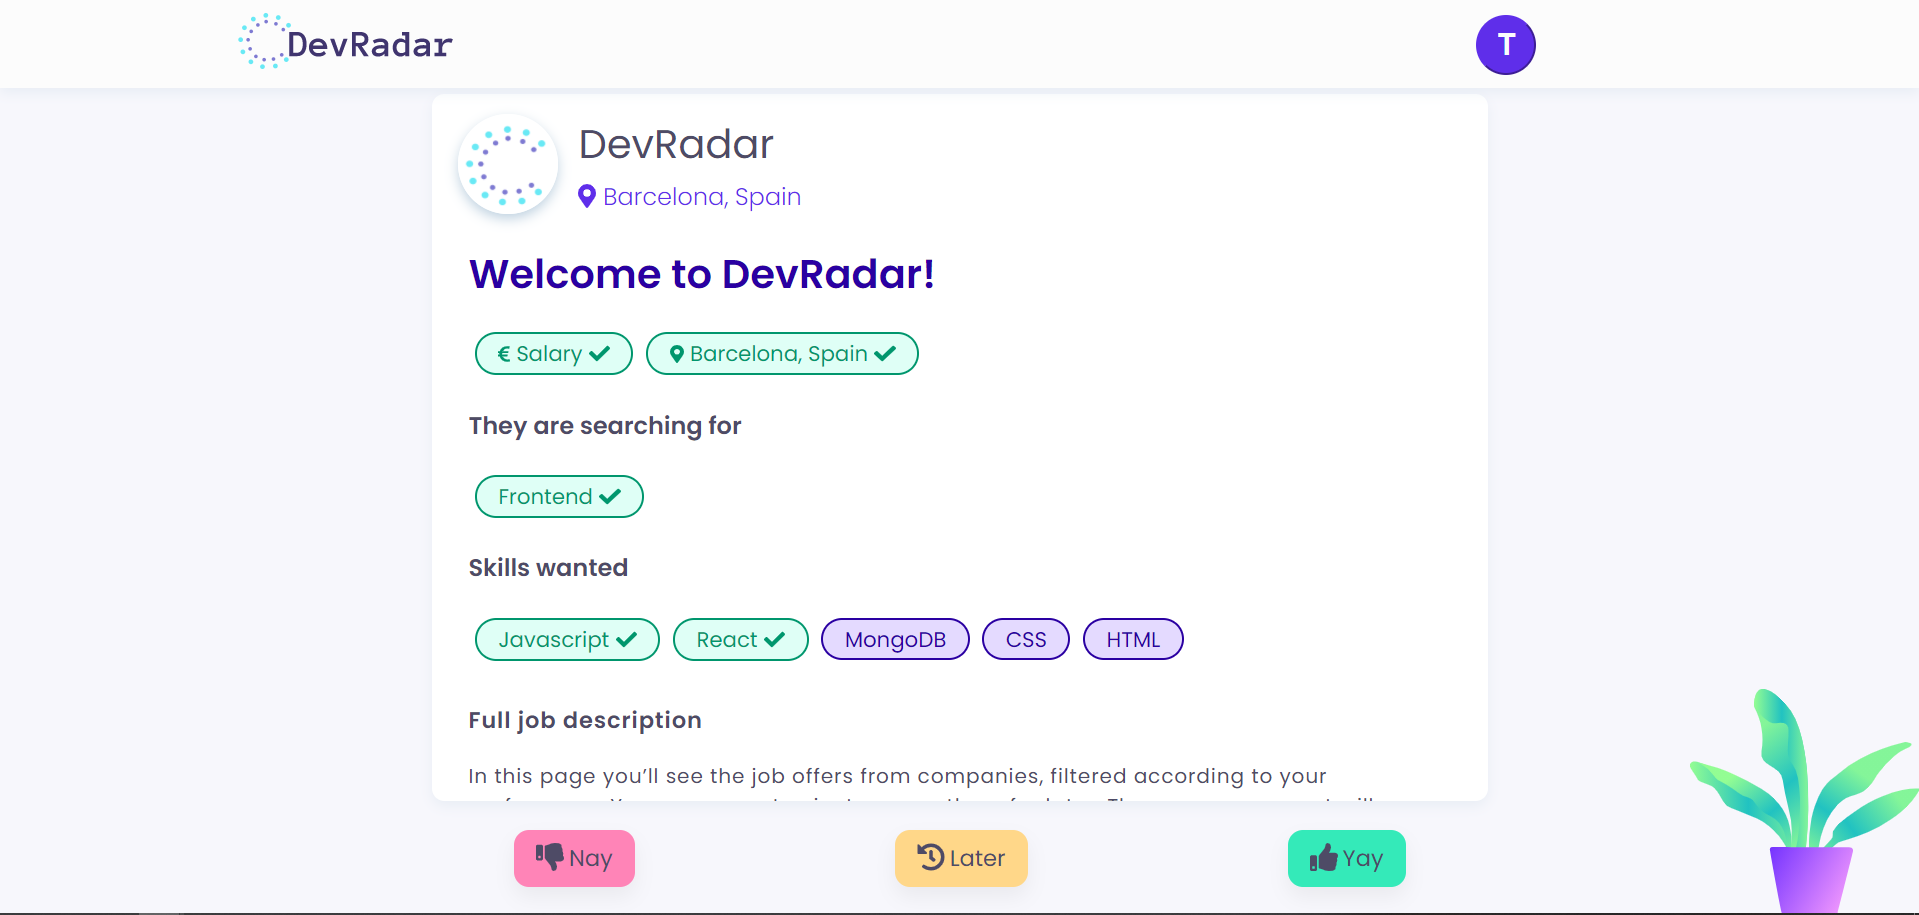 DevRadar
T
DevRadar
Barcelona, Spain
Welcome to DevRadar!
€ Salary
Barcelona, Spain
They are searching for
Frontend
Skills wanted
Javascript
React
MongoDB
CSS
HTML
Full job description
In this page you’ll see the job offers from companies, filtered according to your
Nay
Later
Yay